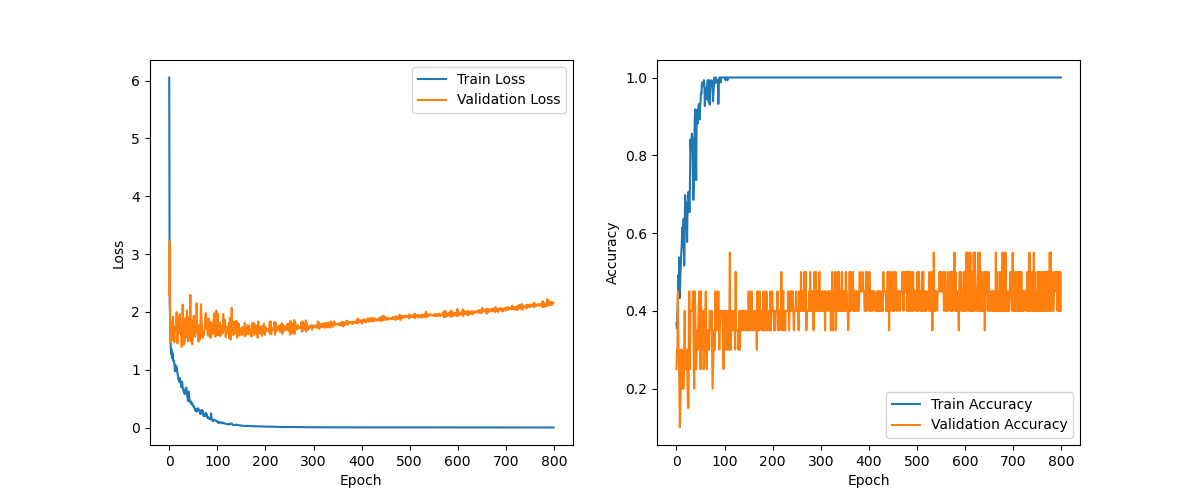 6
5
4
3
2
1
0
Loss
0 100 200 300 400 500 600 700 800
Epoch
Train Loss
Validation Loss
1.0
0.8
0.6
0.4
0.2
Accuracy
0 100 200 300 400 500 600 700 800
Epoch
Train Accuracy
Validation Accuracy